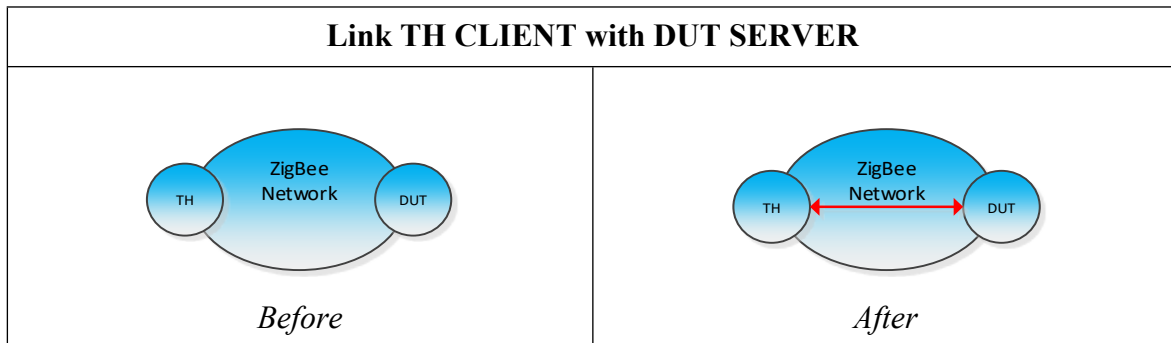 Link TH CLIENT with DUT SERVER
ZigBee
Network
TH
DUT
Before
ZigBee
Network
TH
DUT
After